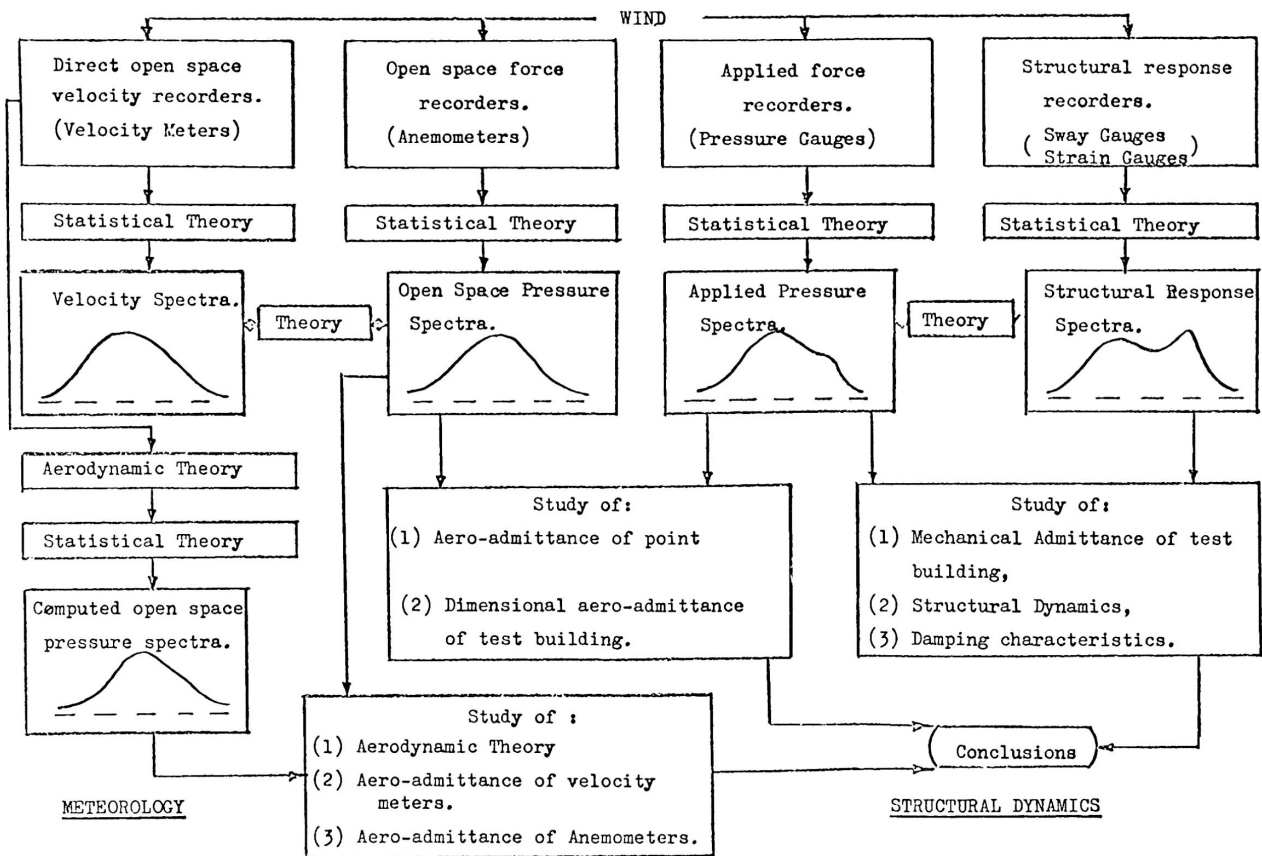 WIND
Direct open space
velocity recorders.
(Velocity Meters)
Open space force
recorders.
(Anemometers)
Applied force
recorders.
(Pressure Gauges)
Structural response
recorders.
( Sway Gauges
Strain Gauges)
Statistical Theory
Statistical Theory
Statistical Theory
Statistical Theory
Velocity Spectra.
Theory
Open Space Pressure
Spectra.
Applied Pressure
Spectra.
Theory
Structural Response
Spectra.
Aerodynamic Theory
Statistical Theory
Computed open space
pressure spectra.
Study of:
(1) Aero-admittance of point
(2) Dimensional aero-admittance
of test building.
Study of:
(1) Mechanical Admittance of test
building,
(2) Structural Dynamics,
(3) Damping characteristics.
Study of :
(1) Aerodynamic Theory
(2) Aero-admittance of velocity
meters.
(3) Aero-admittance of Anemometers.
Conclusions
METEOROLOGY
STRUCTURAL DYNAMICS